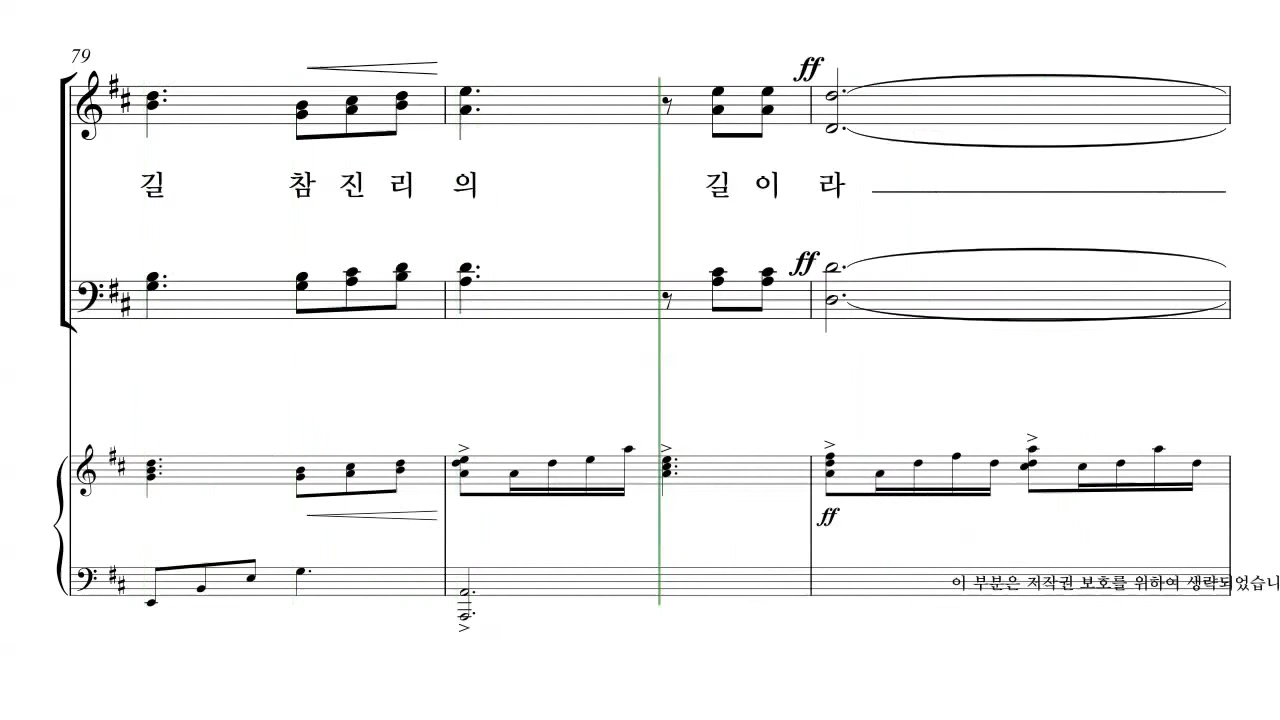 79
ff
길 참 진 리 의 길 이 라
ff
ff
이 부분은 저작권 보호를 위하여 생략되었습니